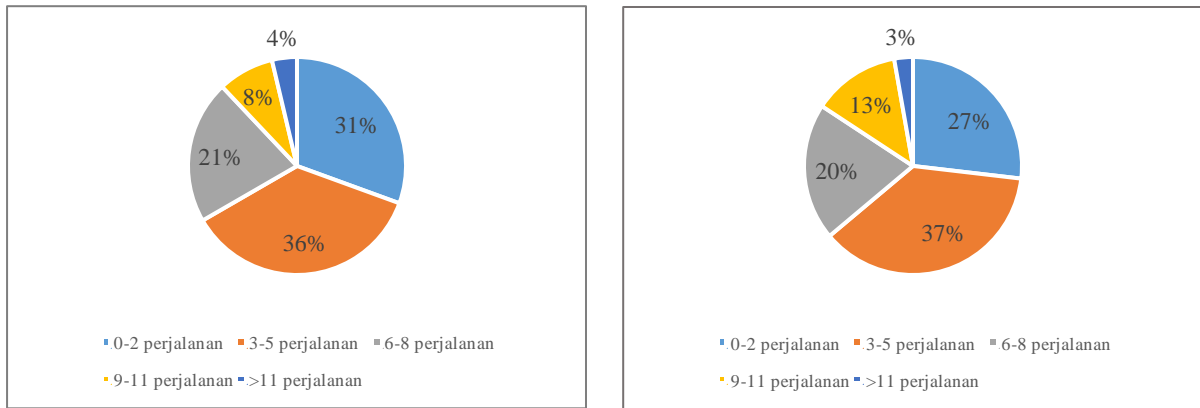 4%
8%
31%
21%
36%
0-2 perjalanan 3-5 perjalanan 6-8 perjalanan
9-11 perjalanan >11 perjalanan
3%
13%
27%
20%
37%
0-2 perjalanan 3-5 perjalanan 6-8 perjalanan
9-11 perjalanan >11 perjalanan